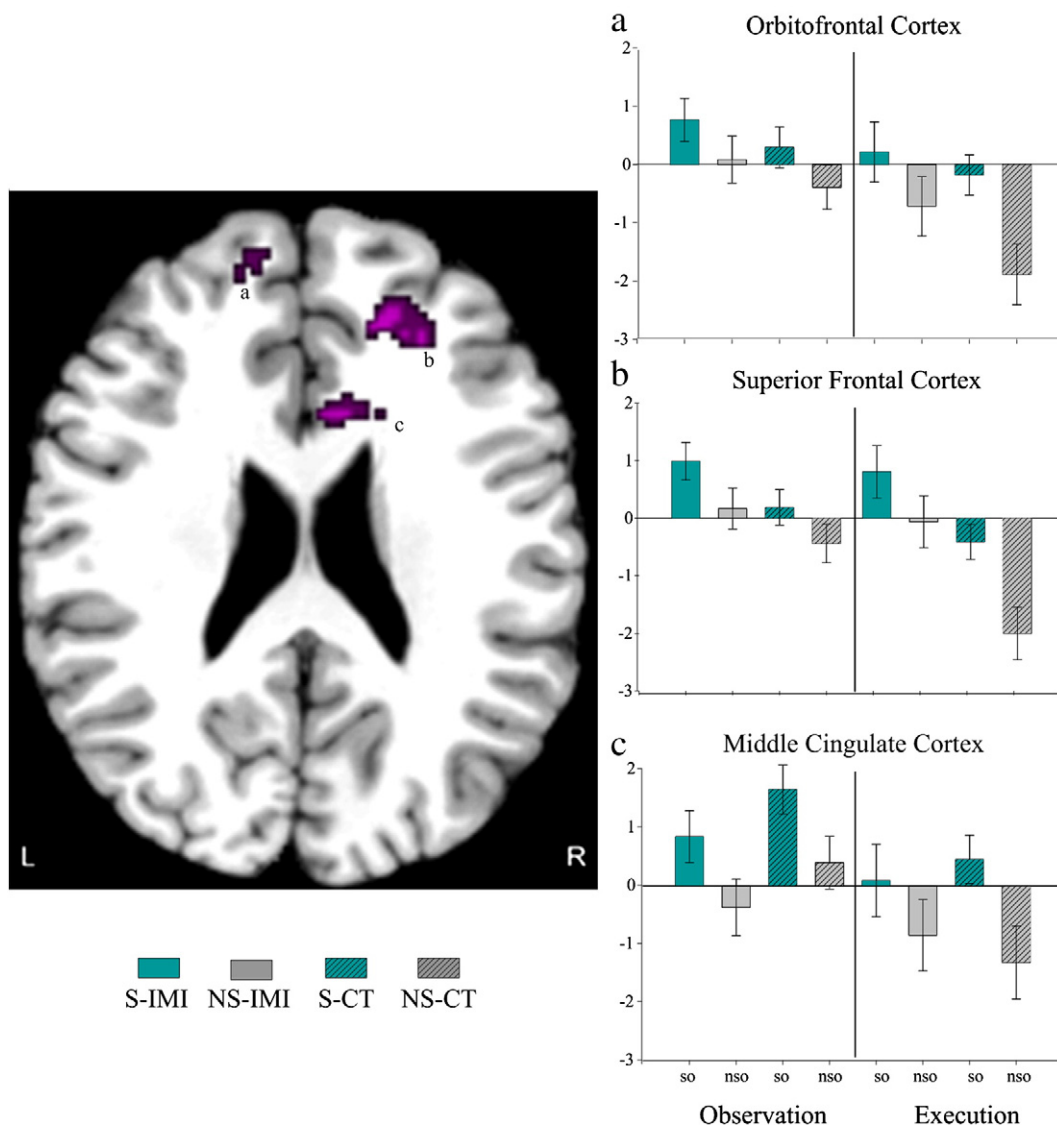 a
Orbitofrontal Cortex
2
1
0
-1
-2
-3
a
b
c
L
R
b
Superior Frontal Cortex
2
1
0
-1
-2
-3
c
Middle Cingulate Cortex
2
1
0
-1
-2
-3
so nso so nso so nso so nso
Observation Execution
S-IMI NS-IMI S-CT NS-CT